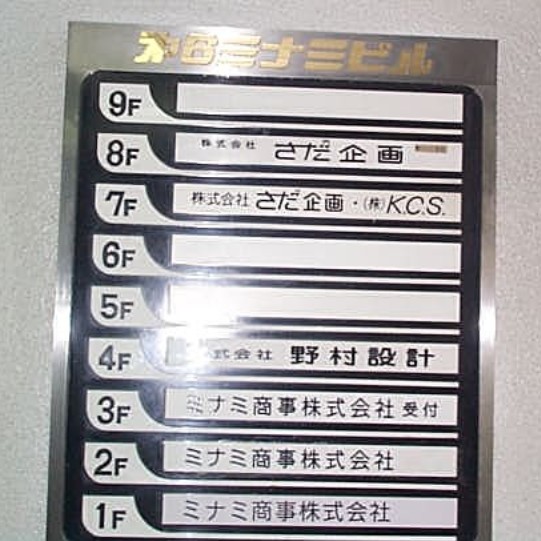 第6ミナミビル
9F
8F 株式会社 さだ企画
7F 株式会社 さだ企画・(株)K.C.S.
6F
5F
4F 式会社 野村設計
3F ミナミ商事株式会社 受付
2F ミナミ商事株式会社
1F ミナミ商事株式会社